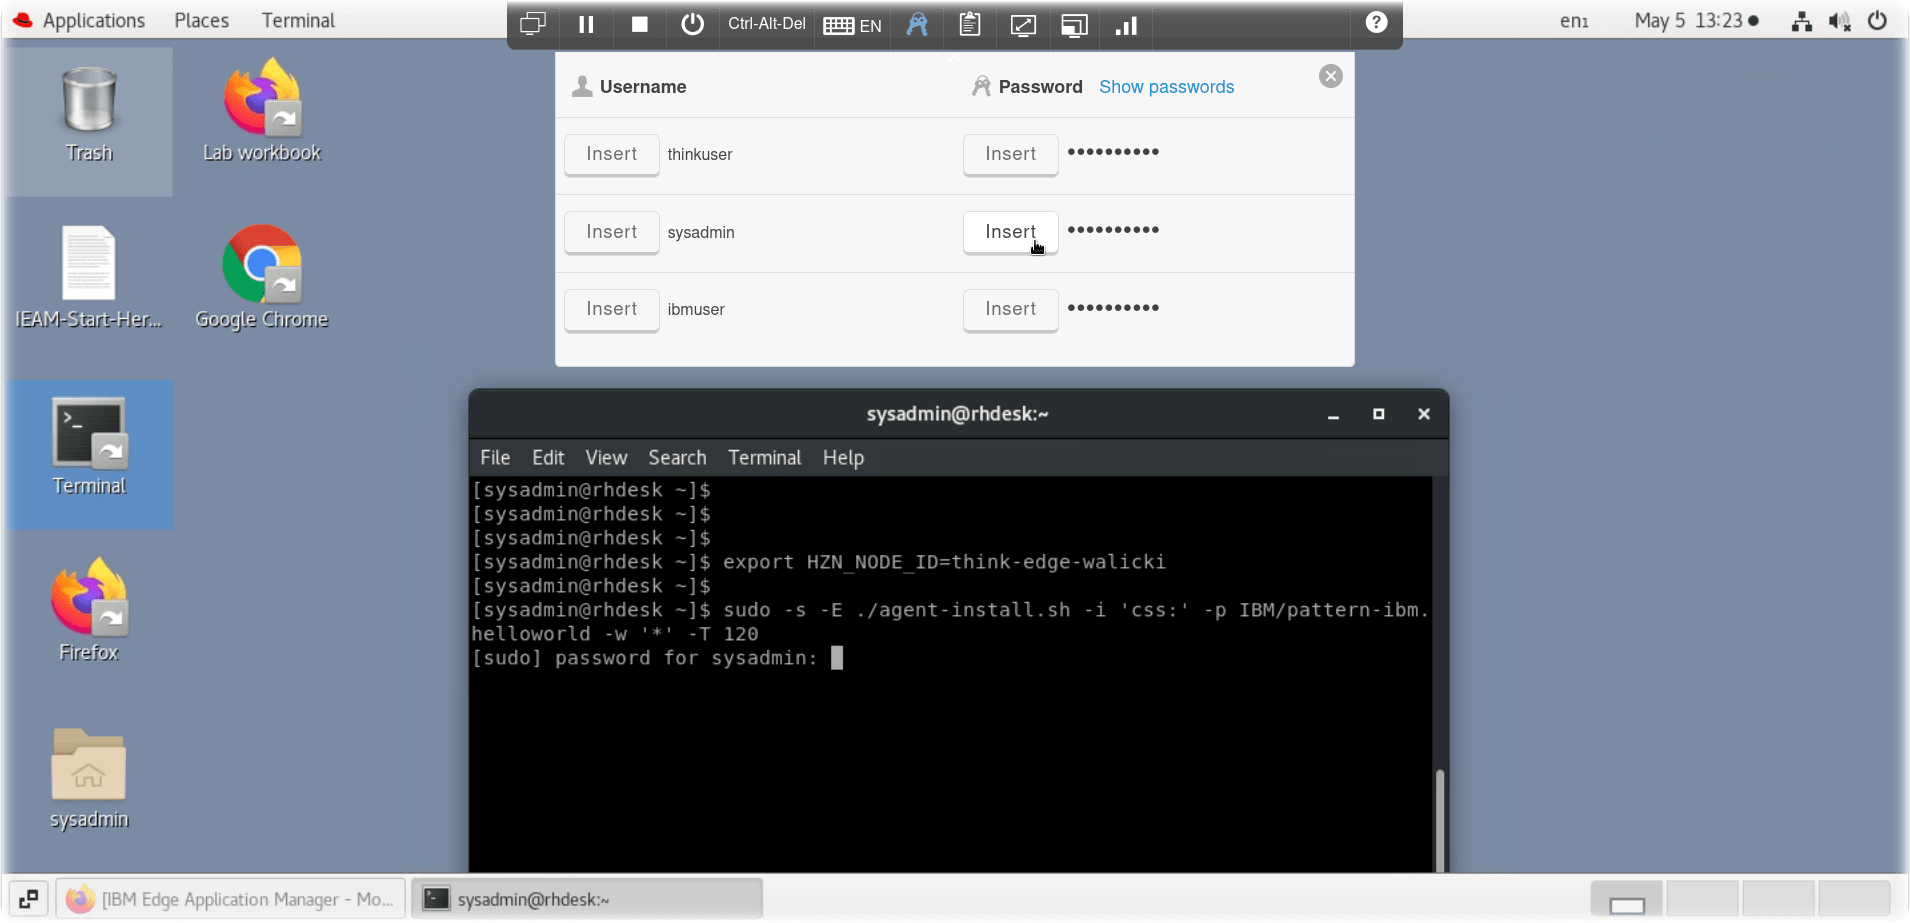 Applications Places Terminal
Ctrl-Alt-Del EN
?
en₁ May 5 13:23
Username Password Show passwords
Insert thinkuser Insert ••••••••••
Insert sysadmin Insert ••••••••••
Insert ibmuser Insert ••••••••••
Trash
Lab workbook
IEAM-Start-Her...
Google Chrome
>_
Terminal
Firefox
sysadmin
sysadmin@rhdesk:~
File Edit View Search Terminal Help
[sysadmin@rhdesk ~]$
[sysadmin@rhdesk ~]$
[sysadmin@rhdesk ~]$
[sysadmin@rhdesk ~]$ export HZN_NODE_ID=think-edge-walicki
[sysadmin@rhdesk ~]$
[sysadmin@rhdesk ~]$ sudo -s -E ./agent-install.sh -i 'css:' -p IBM/pattern-ibm.
helloworld -w '*' -T 120
[sudo] password for sysadmin:
[IBM Edge Application Manager - Mo...
sysadmin@rhdesk:~